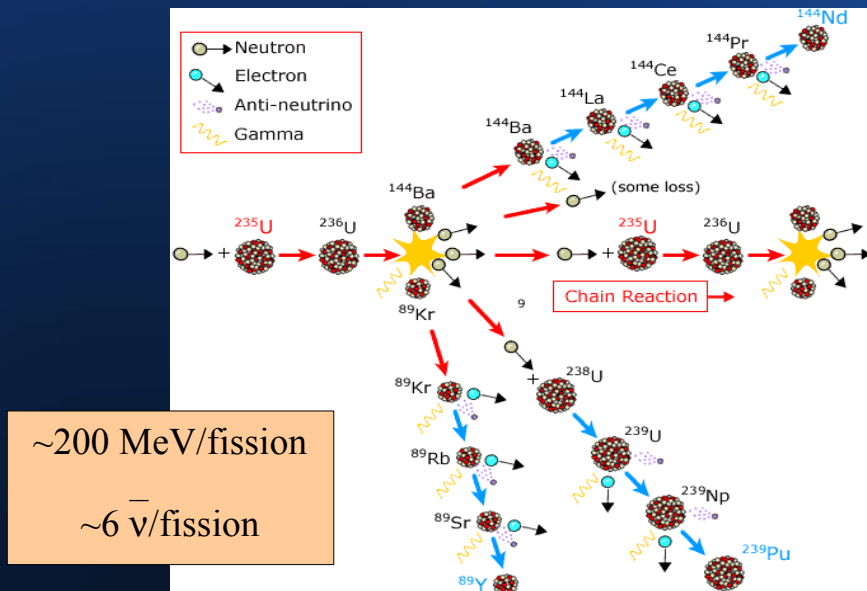 Neutron
Electron
Anti-neutrino
Gamma
¹⁴⁴Nd
¹⁴⁴Pr
¹⁴⁴Ce
¹⁴⁴La
¹⁴⁴Ba
¹⁴⁴Ba
(some loss)
+ ²³⁵U ²³⁶U + ²³⁵U ²³⁶U
Chain Reaction
⁸⁹Kr
9
⁸⁹Kr
+ ²³⁸U
²³⁹U
⁸⁹Rb
²³⁹Np
⁸⁹Sr
²³⁹Pu
⁸⁹Y
~200 MeV/fission
~6 ν̅/fission